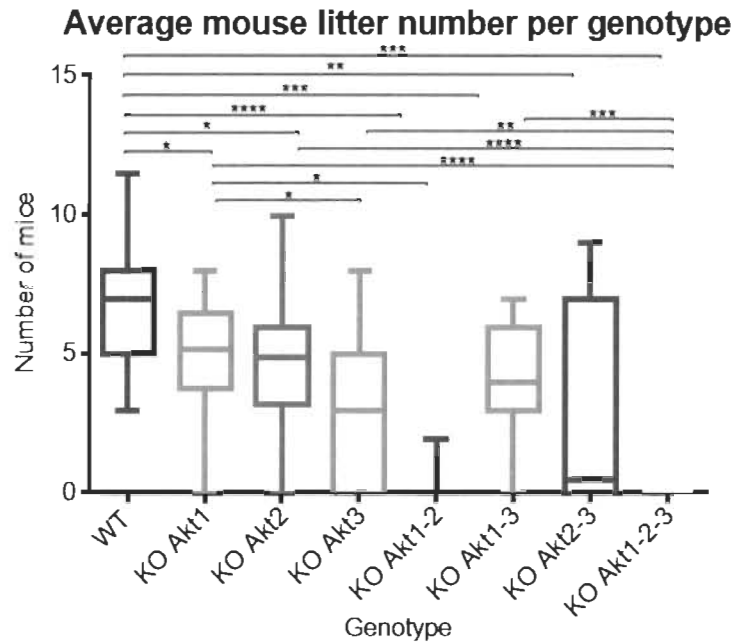 Average mouse litter number per genotype
***
**
***
****
*
*
***
**
****
****
*
*
15
10
5
0
Number of mice
WT
KO Akt1
KO Akt2
KO Akt3
KO Akt1-2
KO Akt1-3
KO Akt2-3
KO Akt1-2-3
Genotype